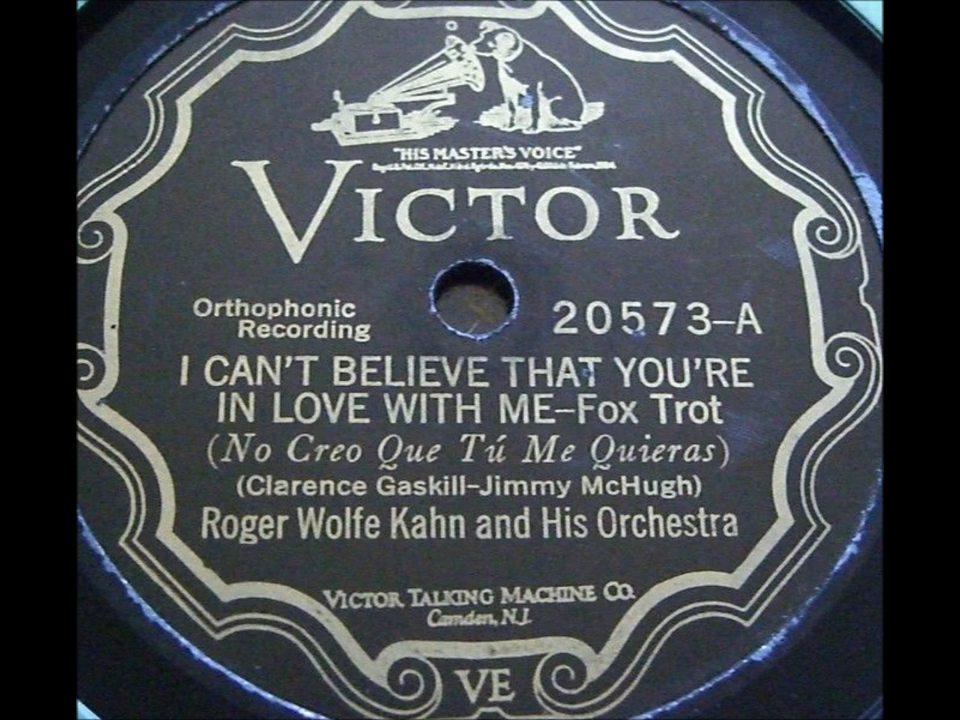 "HIS MASTER'S VOICE"
VICTOR
Orthophonic
Recording
20573-A
I CAN'T BELIEVE THAT YOU'RE
IN LOVE WITH ME-Fox Trot
(No Creo Que Tú Me Quieras)
(Clarence Gaskill-Jimmy McHugh)
Roger Wolfe Kahn and His Orchestra
VICTOR TALKING MACHINE CO.
Camden, N.J.
VE